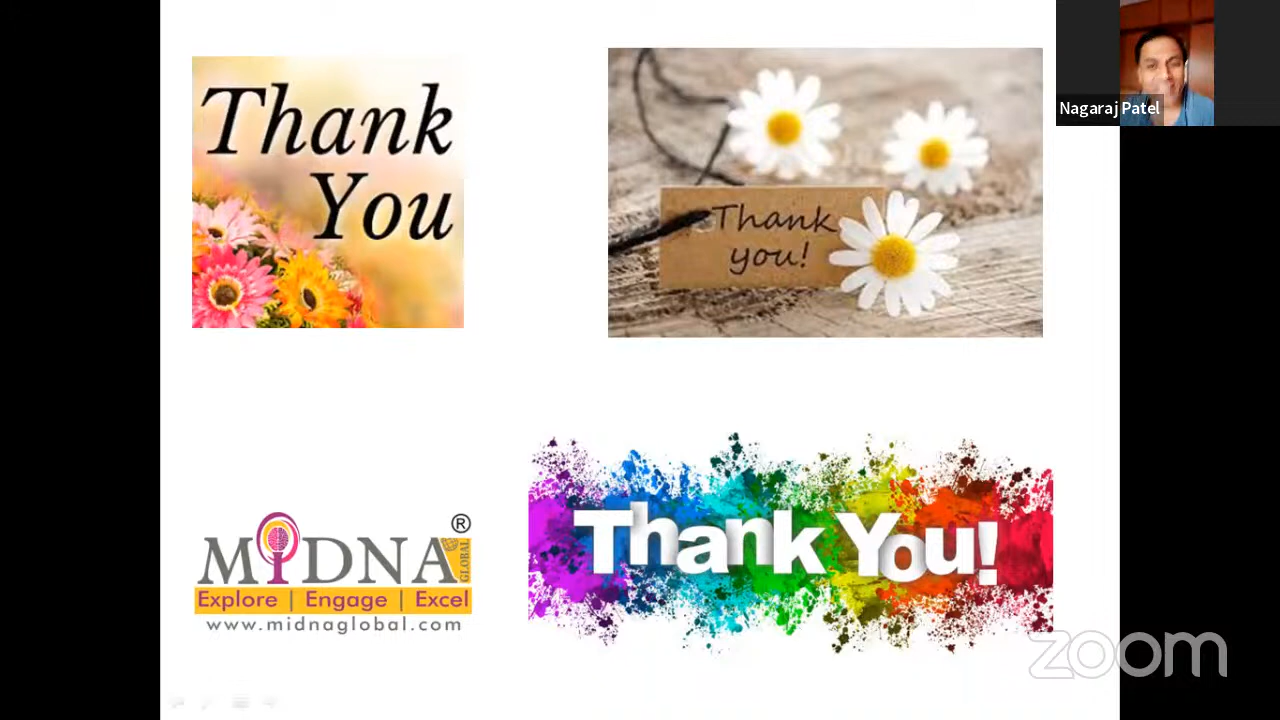 Thank
You
Thank
you!
Nagaraj Patel
MiDNA
GLOBAL
®
Explore | Engage | Excel
www.midnaglobal.com
Thank You!
zoom